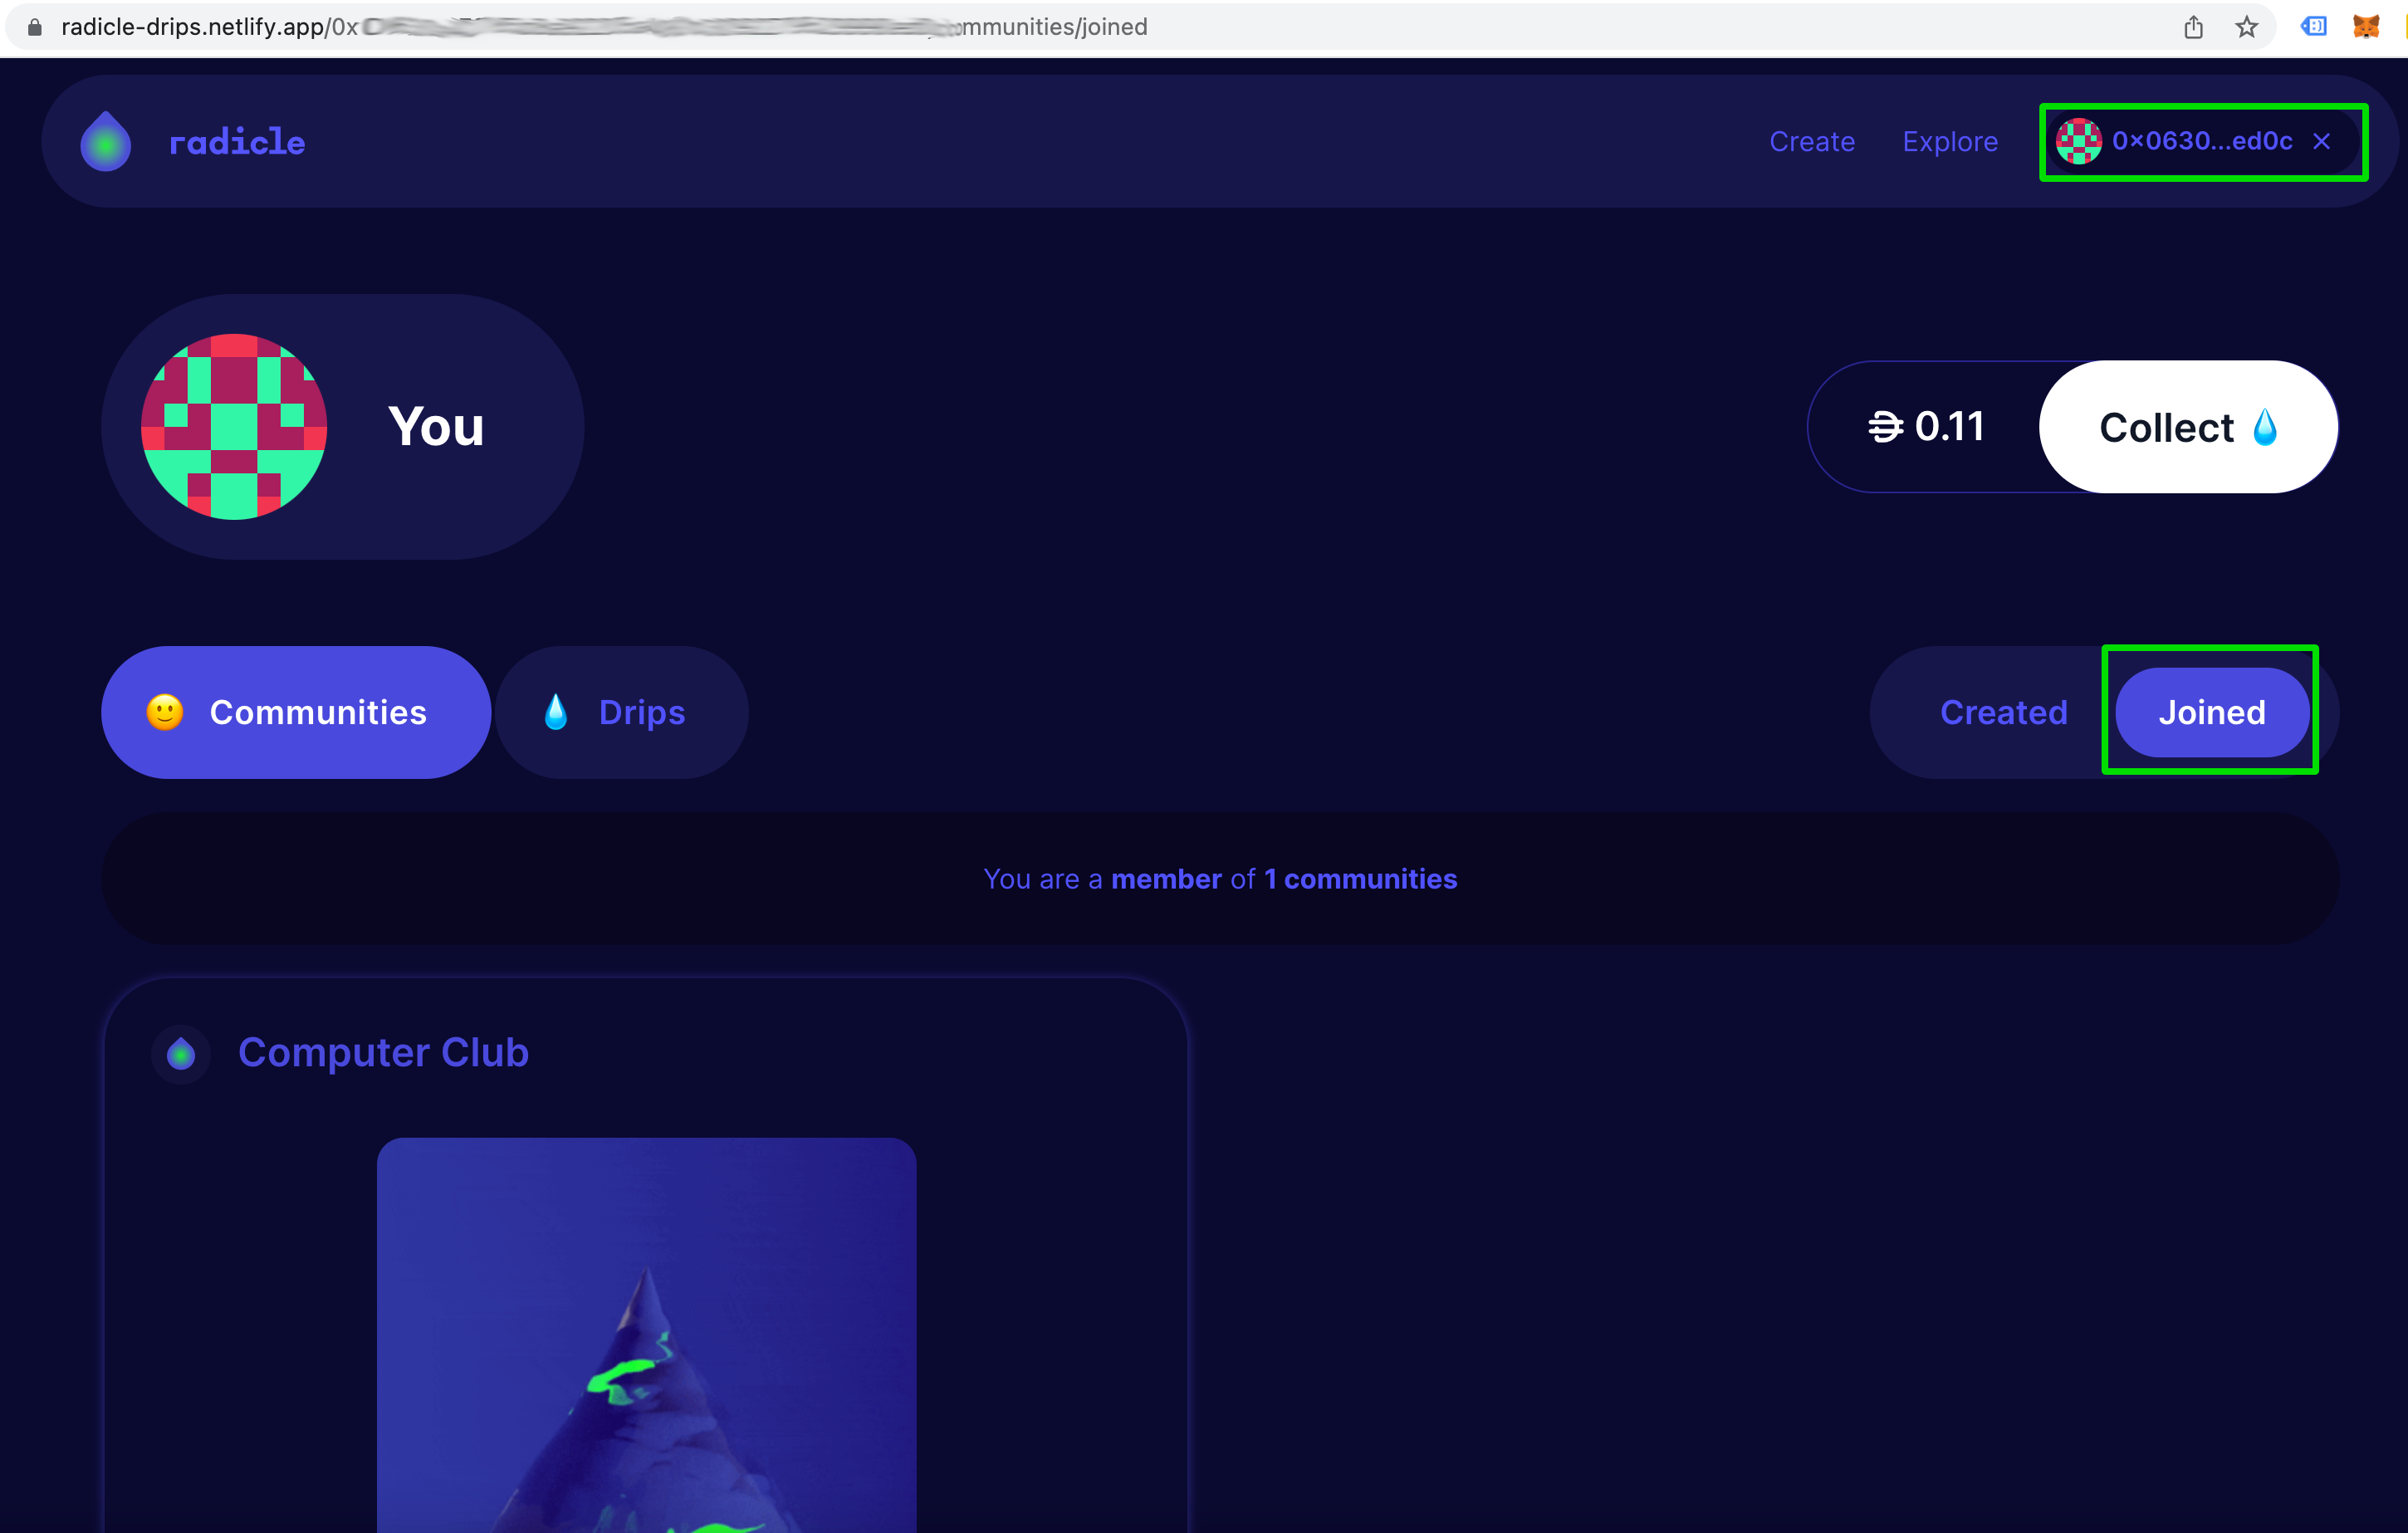 radicle-drips.netlify.app/0x mmunities/joined
radicle
Create Explore 0x0630...ed0c ×
You
0.11 Collect
Communities Drips
Created Joined
You are a member of 1 communities
Computer Club